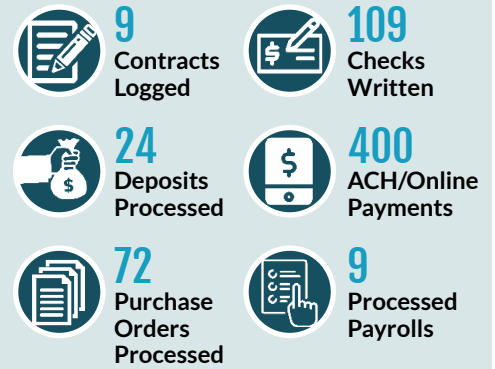 9
Contracts
Logged
109
Checks
Written
24
Deposits
Processed
400
ACH/Online
Payments
72
Purchase
Orders
Processed
9
Processed
Payrolls